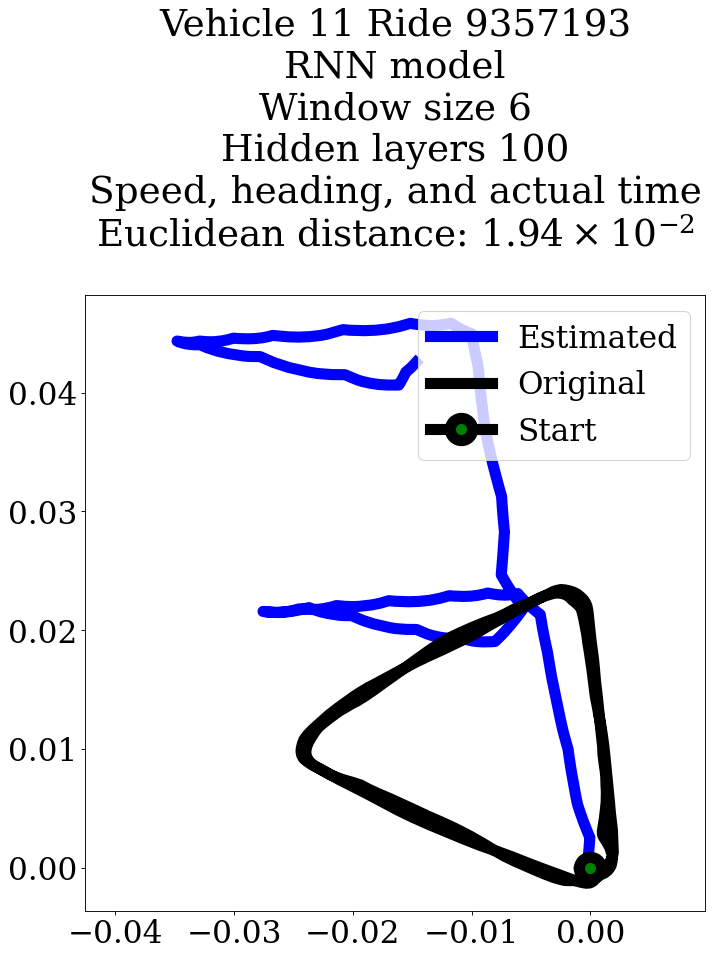 Vehicle 11 Ride 9357193
RNN model
Window size 6
Hidden layers 100
Speed, heading, and actual time
Euclidean distance: 1.94 × 10⁻²
Estimated
Original
Start
0.04
0.03
0.02
0.01
0.00
−0.04 −0.03 −0.02 −0.01 0.00